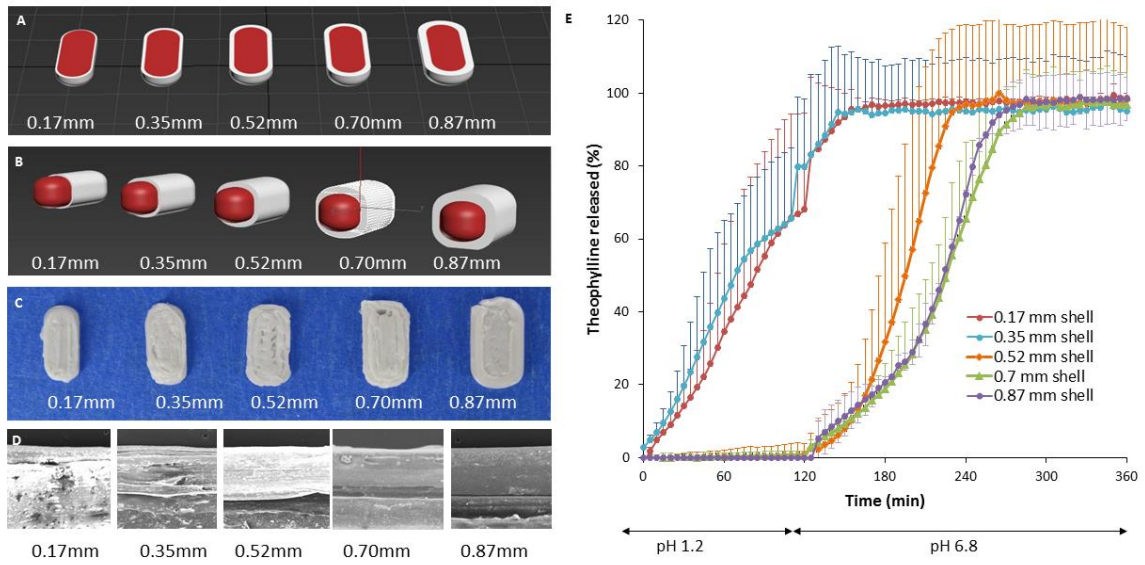 A
0.17mm 0.35mm 0.52mm 0.70mm 0.87mm
B
0.17mm 0.35mm 0.52mm 0.70mm 0.87mm
C
0.17mm 0.35mm 0.52mm 0.70mm 0.87mm
D
0.17mm 0.35mm 0.52mm 0.70mm 0.87mm
E
Theophylline released (%)
120
100
80
60
40
20
0
0.17 mm shell
0.35 mm shell
0.52 mm shell
0.7 mm shell
0.87 mm shell
0 60 120 180 240 300 360
Time (min)
pH 1.2 pH 6.8